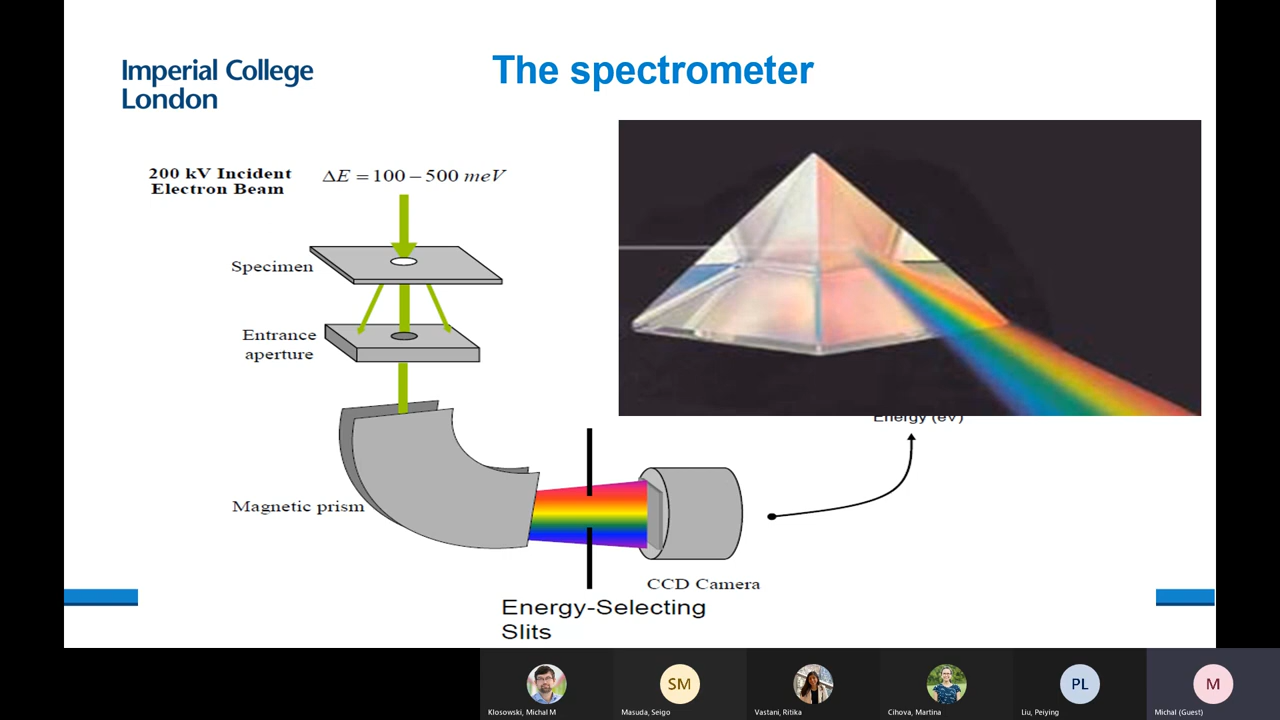 Imperial College
London
The spectrometer
200 kV Incident
Electron Beam
ΔE = 100 – 500 meV
Specimen
Entrance
aperture
Magnetic prism
Energy (eV)
CCD Camera
Energy-Selecting
Slits
SM
PL
M
Klosowski, Michal M
Masuda, Seigo
Vastani, Ritika
Cihova, Martina
Liu, Peiying
Michal (Guest)